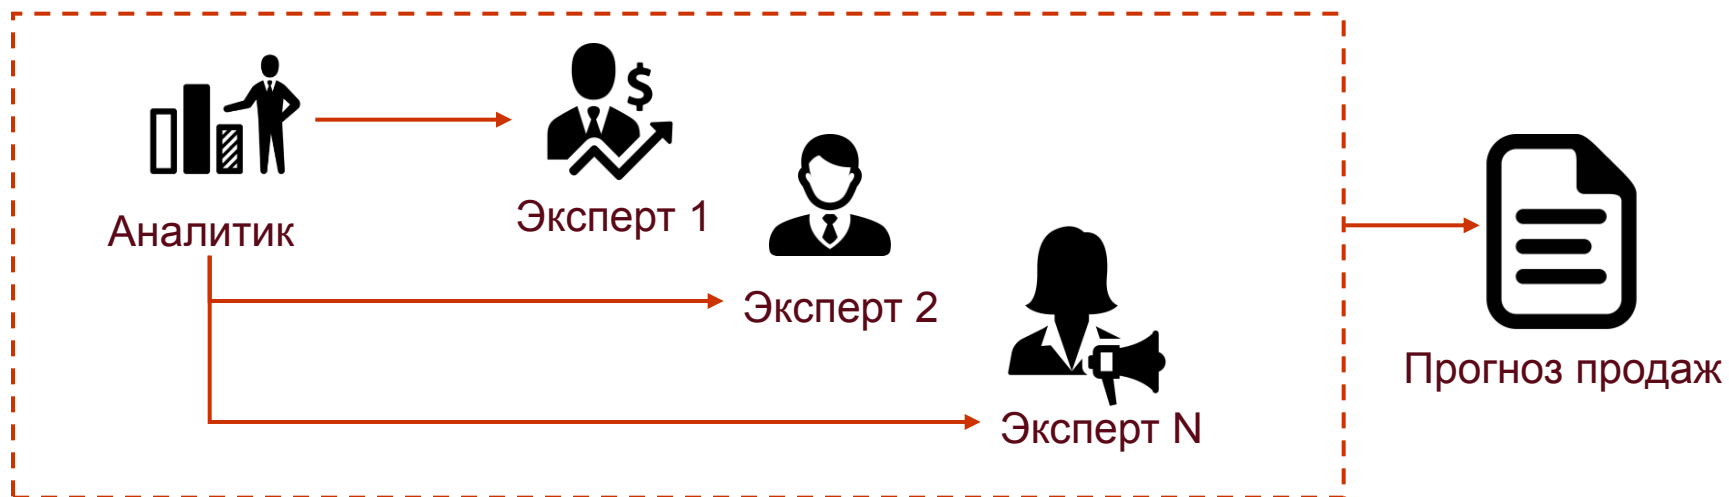 Аналитик
Эксперт 1
Эксперт 2
Эксперт N
Прогноз продаж
$